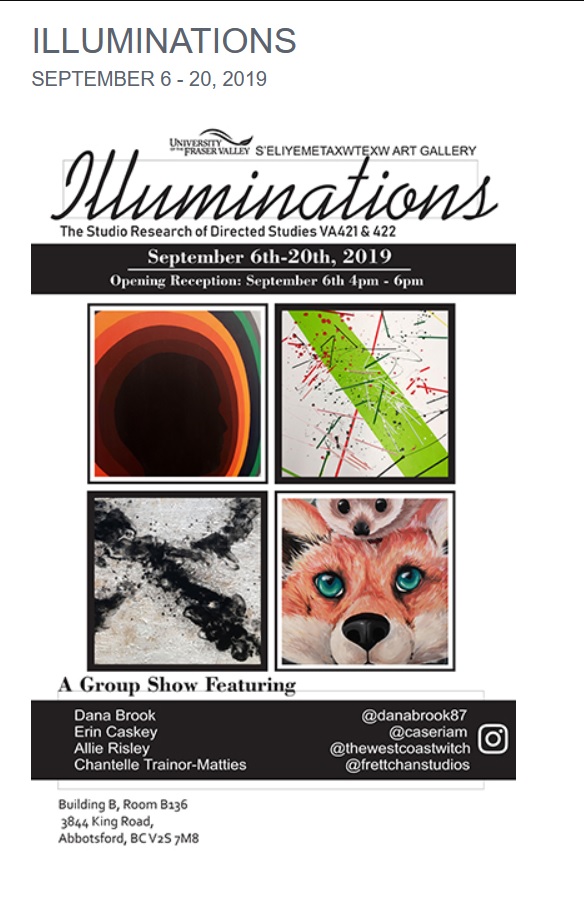 ILLUMINATIONS
SEPTEMBER 6 - 20, 2019
UNIVERSITY
OF THE FRASER VALLEY S'ELIYEMETAXWTEXW ART GALLERY
Illuminations
The Studio Research of Directed Studies VA421 & 422
September 6th-20th, 2019
Opening Reception: September 6th 4pm - 6pm
A Group Show Featuring
Dana Brook @danabrook87
Erin Caskey @caseriam
Allie Risley @thewestcoastwitch
Chantelle Trainor-Matties @frettchanstudios
Building B, Room B136
3844 King Road,
Abbotsford, BC V2S 7M8